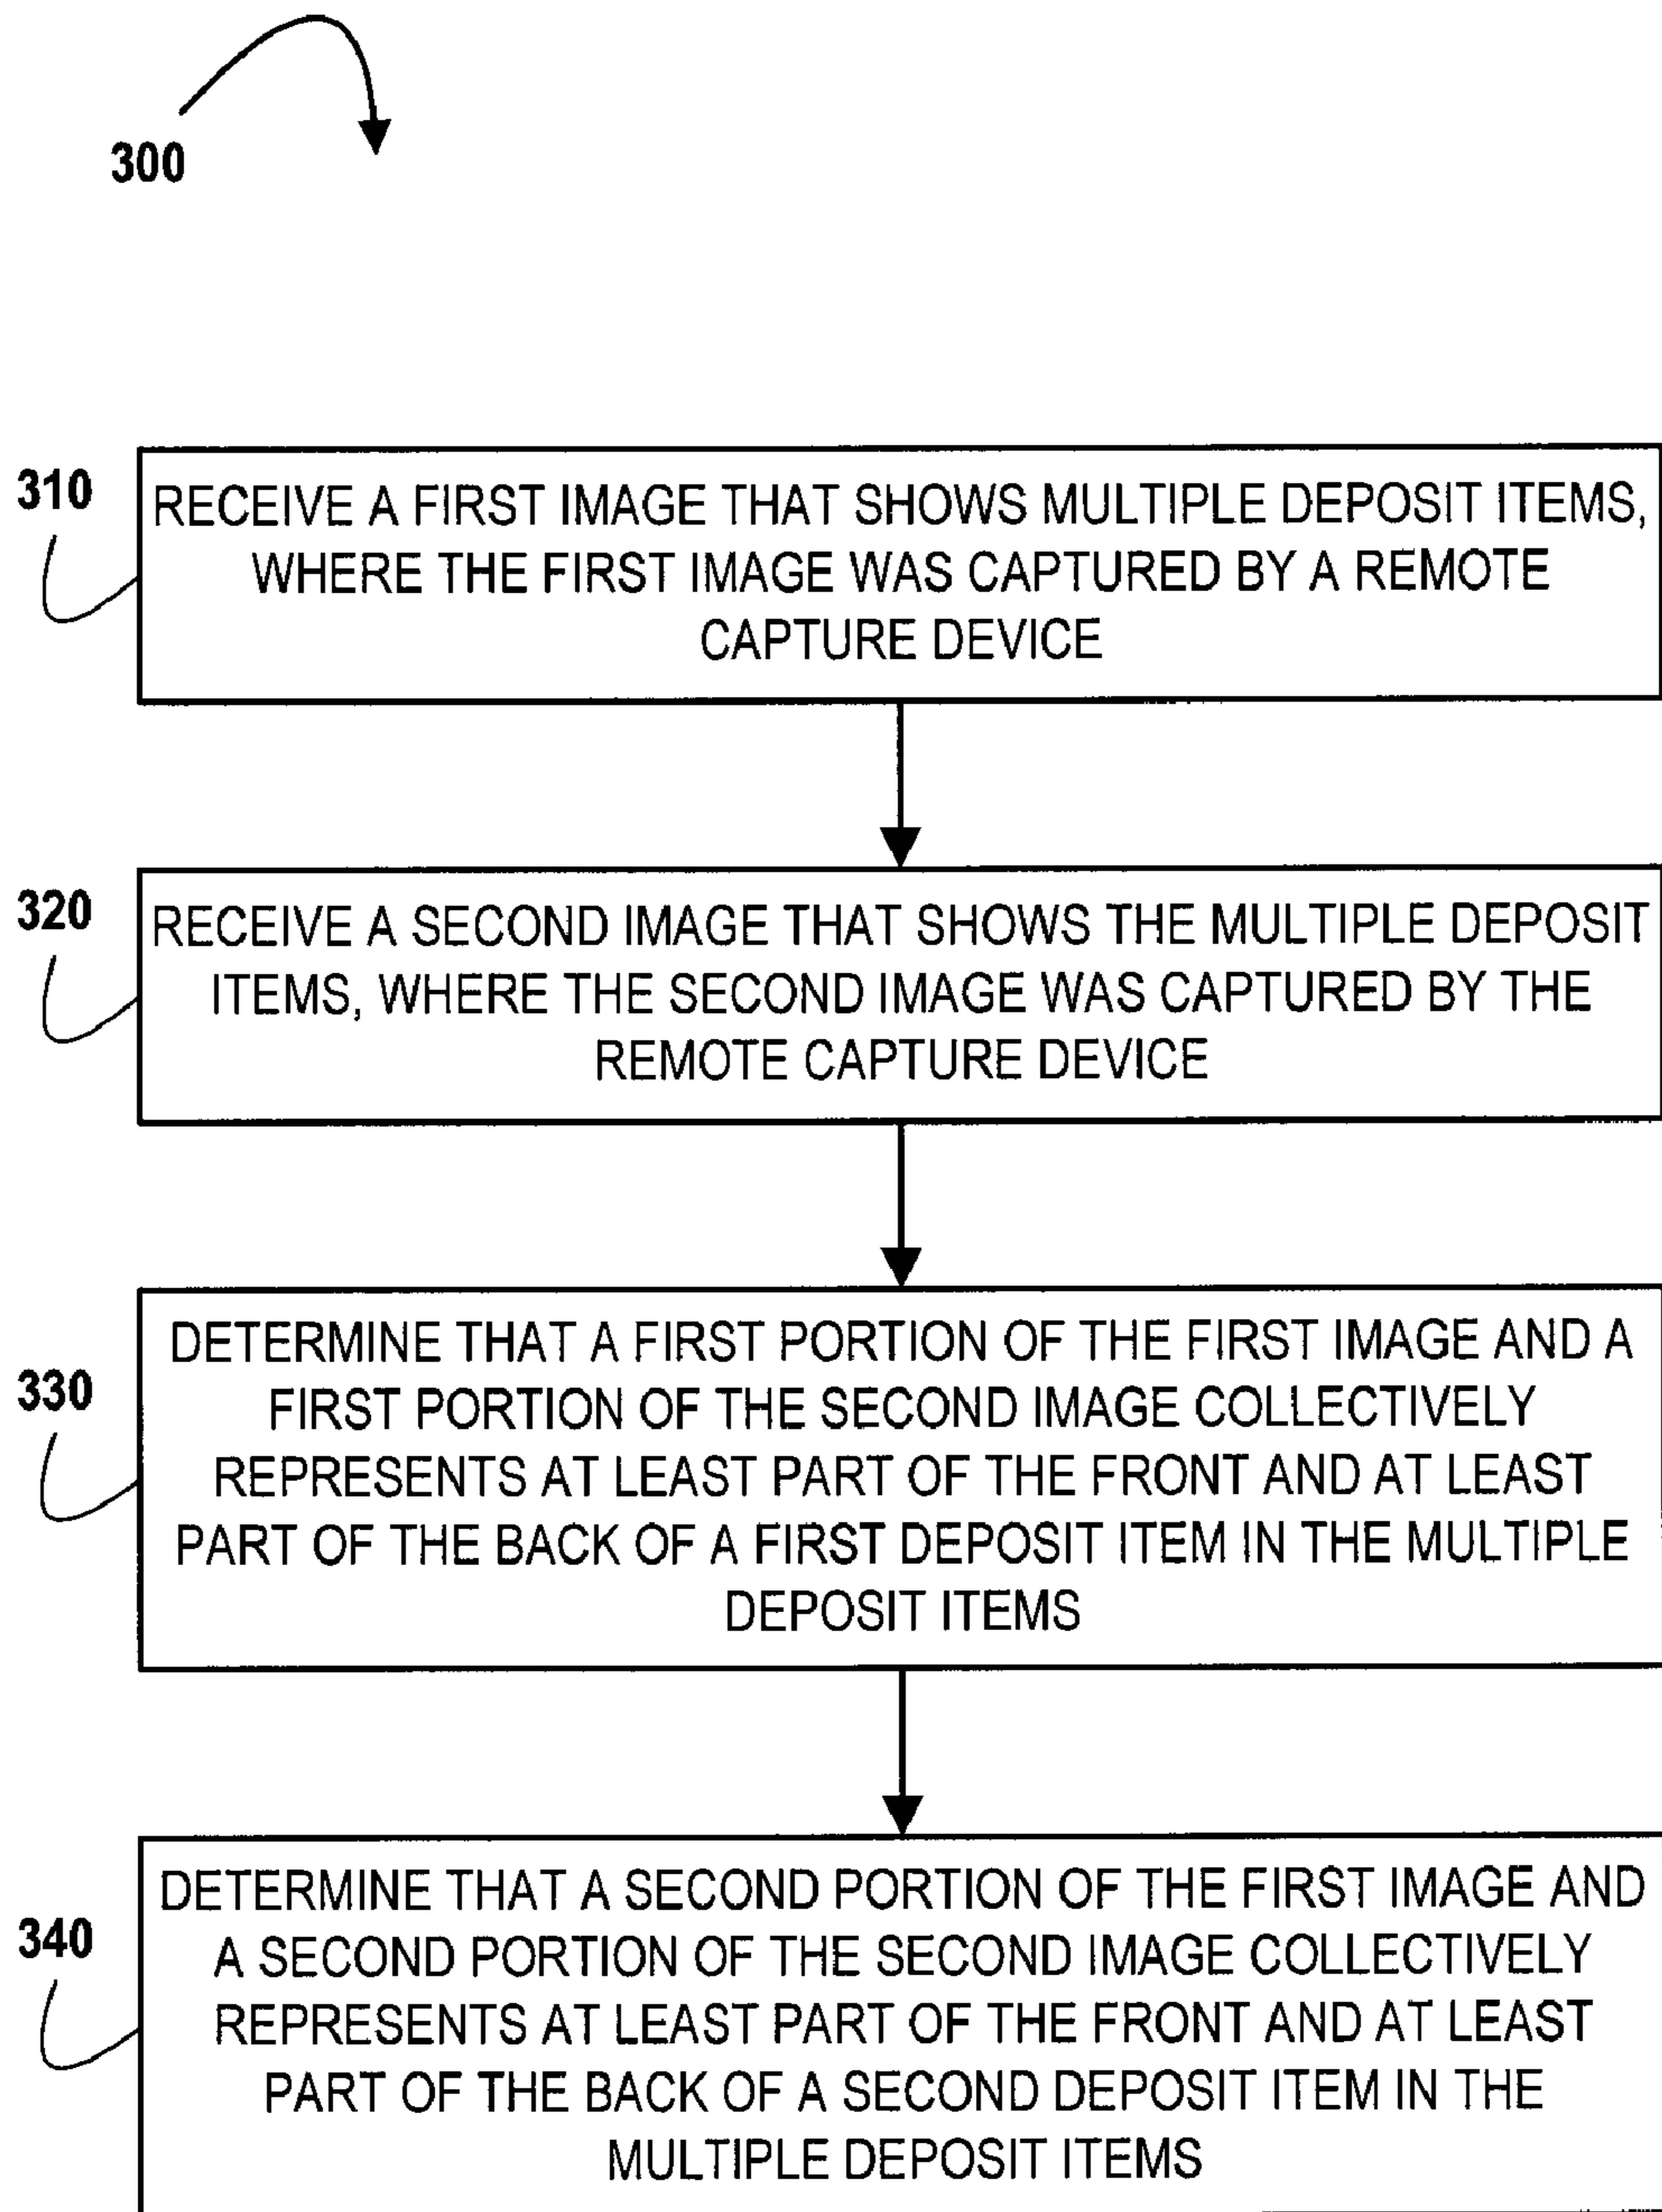 300
310
RECEIVE A FIRST IMAGE THAT SHOWS MULTIPLE DEPOSIT ITEMS,
WHERE THE FIRST IMAGE WAS CAPTURED BY A REMOTE
CAPTURE DEVICE
320
RECEIVE A SECOND IMAGE THAT SHOWS THE MULTIPLE DEPOSIT
ITEMS, WHERE THE SECOND IMAGE WAS CAPTURED BY THE
REMOTE CAPTURE DEVICE
330
DETERMINE THAT A FIRST PORTION OF THE FIRST IMAGE AND A
FIRST PORTION OF THE SECOND IMAGE COLLECTIVELY
REPRESENTS AT LEAST PART OF THE FRONT AND AT LEAST
PART OF THE BACK OF A FIRST DEPOSIT ITEM IN THE MULTIPLE
DEPOSIT ITEMS
340
DETERMINE THAT A SECOND PORTION OF THE FIRST IMAGE AND
A SECOND PORTION OF THE SECOND IMAGE COLLECTIVELY
REPRESENTS AT LEAST PART OF THE FRONT AND AT LEAST
PART OF THE BACK OF A SECOND DEPOSIT ITEM IN THE
MULTIPLE DEPOSIT ITEMS